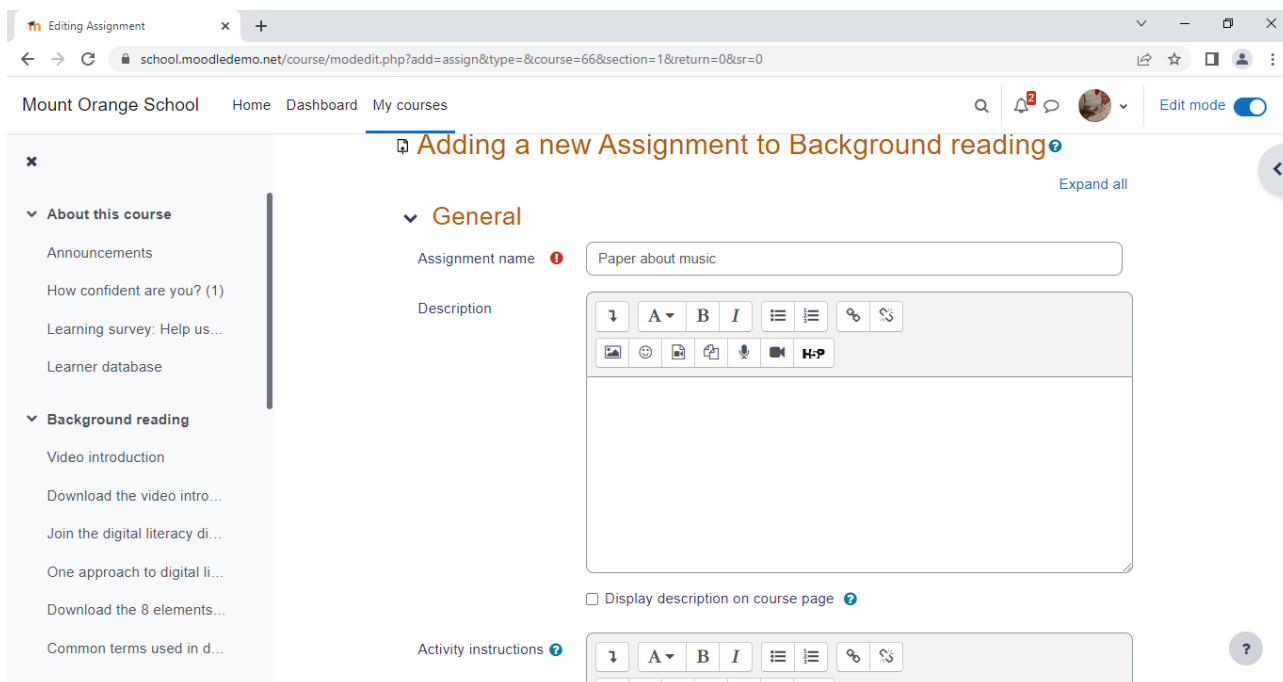 Editing Assignment
school.moodledemo.net/course/modedit.php?add=assign&type=&course=66&section=1&return=0&sr=0
Mount Orange School Home Dashboard My courses 2 Edit mode
Adding a new Assignment to Background reading
Expand all
About this course
General
Announcements
Assignment name
Paper about music
How confident are you? (1)
Description
A B I
Learning survey: Help us...
H5P
Learner database
Background reading
Video introduction
Download the video intro...
Join the digital literacy di...
One approach to digital li...
Display description on course page
Download the 8 elements...
Common terms used in d...
Activity instructions
A B I
?